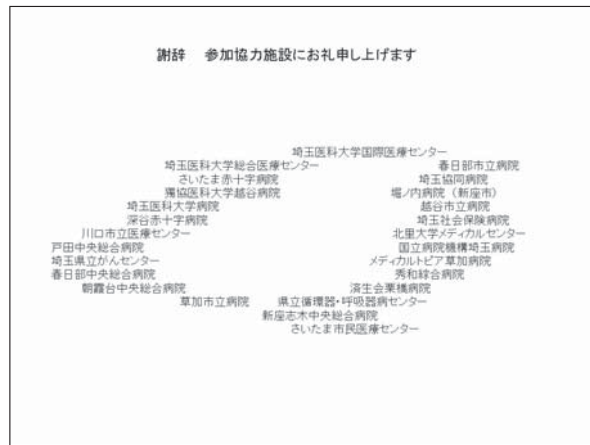 謝辞　参加協力施設にお礼申し上げます
埼玉医科大学国際医療センター
埼玉医科大学総合医療センター　春日部市立病院
さいたま赤十字病院　埼玉協同病院
獨協医科大学越谷病院　堀ノ内病院（新座市）
埼玉医科大学病院　越谷市立病院
深谷赤十字病院　埼玉社会保険病院
川口市立医療センター　北里大学メディカルセンター
戸田中央総合病院　国立病院機構埼玉病院
埼玉県立がんセンター　メディカルトピア草加病院
春日部中央総合病院　秀和綜合病院
朝霞台中央総合病院　済生会栗橋病院
草加市立病院　県立循環器・呼吸器病センター
新座志木中央総合病院
さいたま市民医療センター